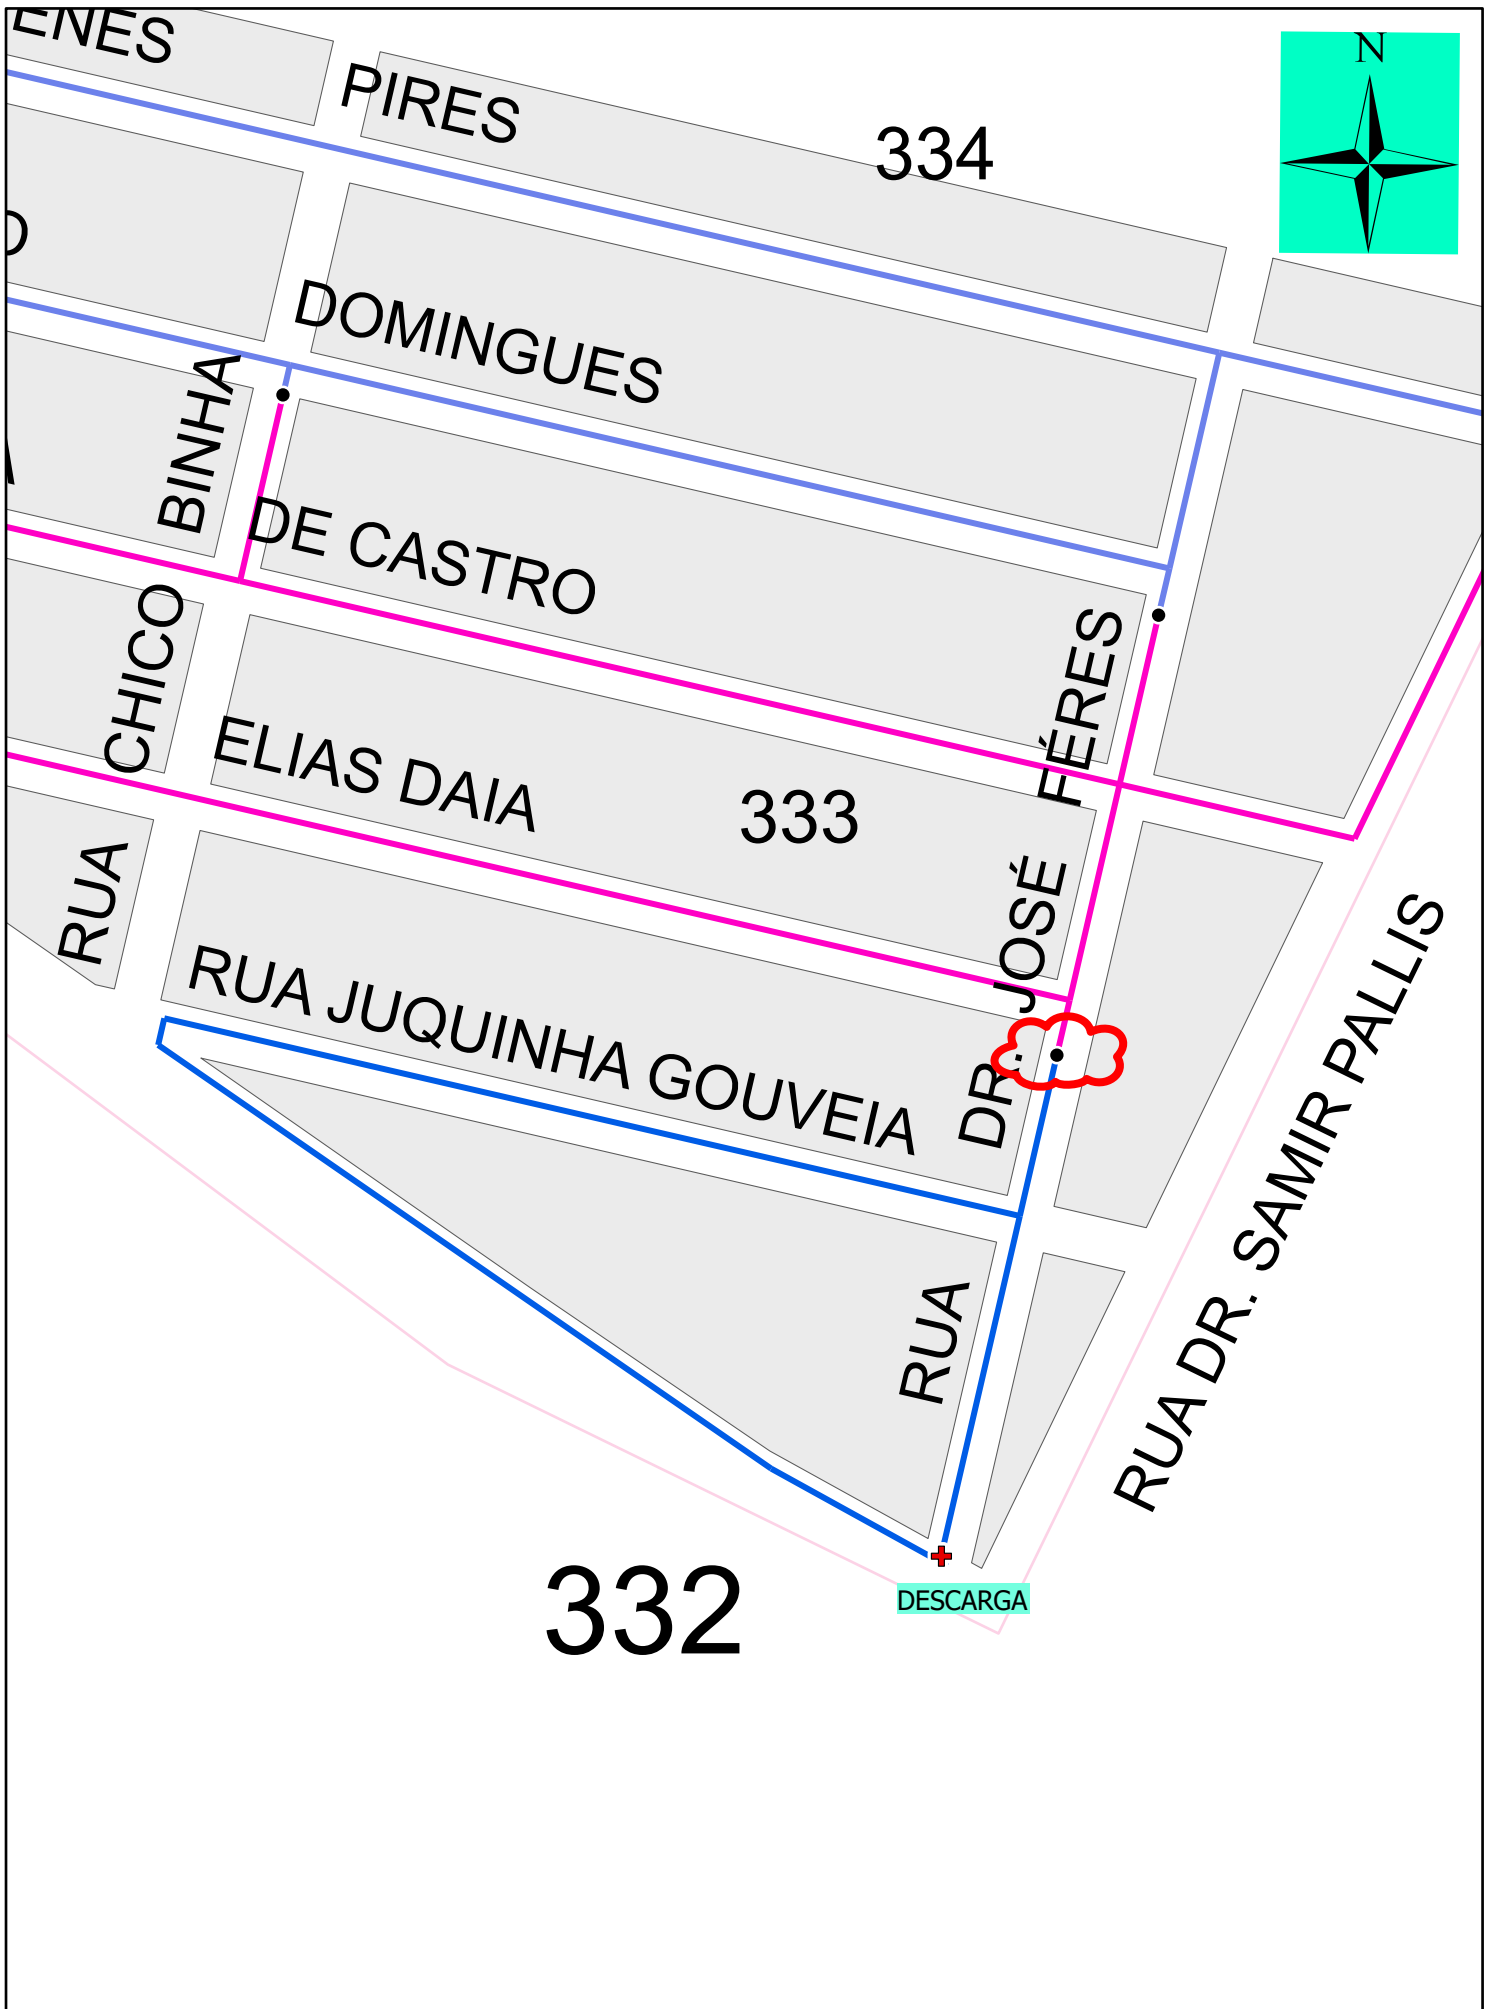 N
PIRES
334
DOMINGUES
BINHA
DE CASTRO
CHICO
FÉRES
ELIAS DAIA
333
RUA
JOSÉ
RUA JUQUINHA GOUVEIA
DR.
RUA DR. SAMIR PALLIS
RUA
332
DESCARGA